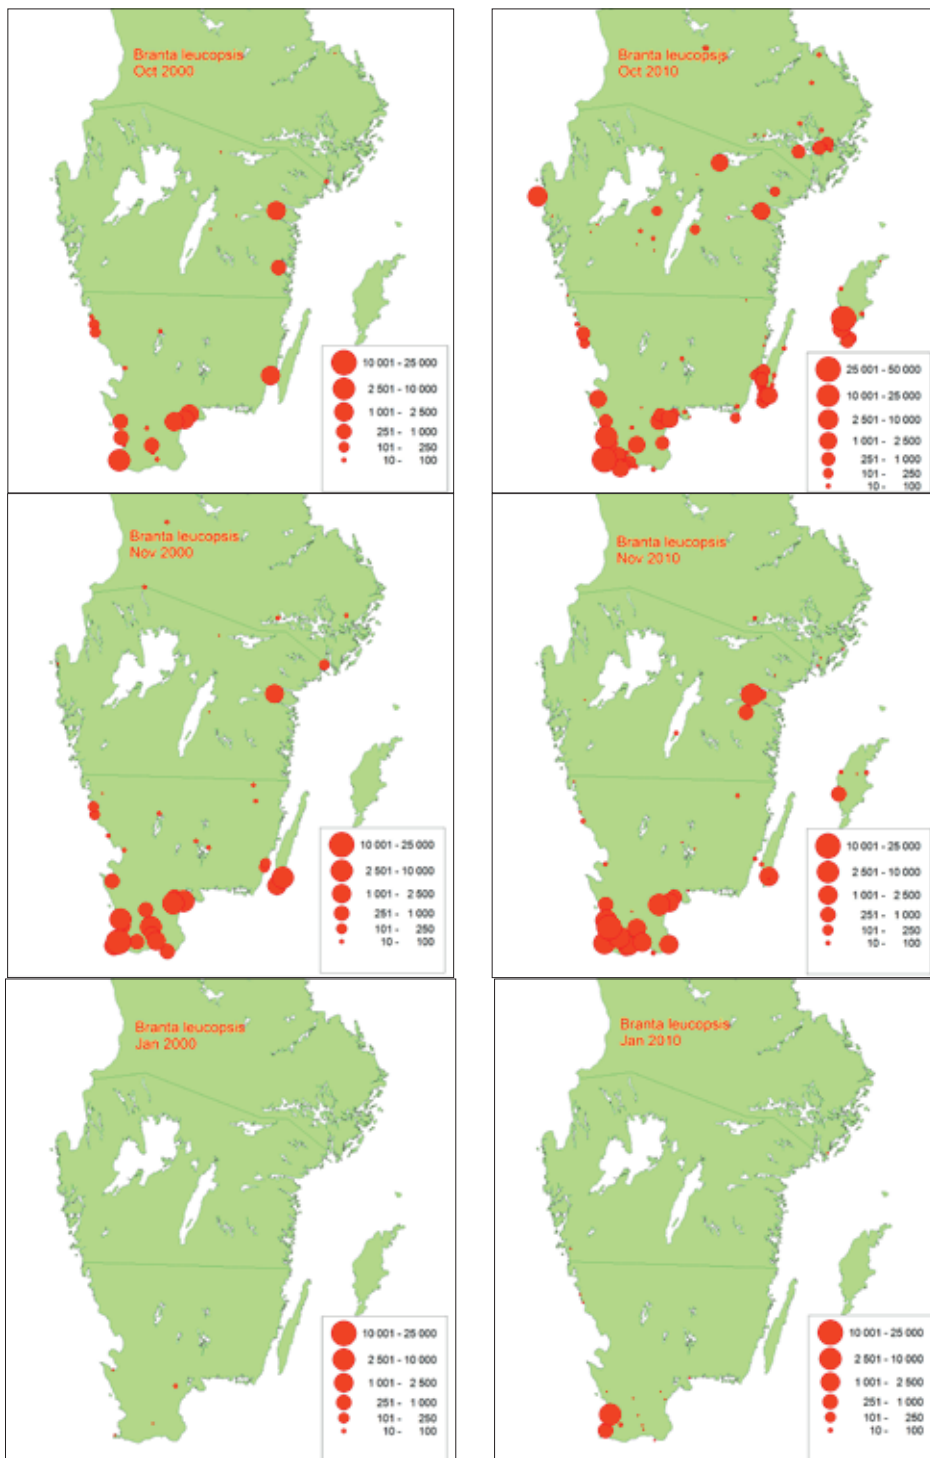 Branta leucopsis
Oct 2000
10 001 - 25 000
2 501 - 10 000
1 001 - 2 500
251 - 1 000
101 - 250
10 - 100
Branta leucopsis
Oct 2010
25 001 - 50 000
10 001 - 25 000
2 501 - 10 000
1 001 - 2 500
251 - 1 000
101 - 250
10 - 100
Branta leucopsis
Nov 2000
10 001 - 25 000
2 501 - 10 000
1 001 - 2 500
251 - 1 000
101 - 250
10 - 100
Branta leucopsis
Nov 2010
10 001 - 25 000
2 501 - 10 000
1 001 - 2 500
251 - 1 000
101 - 250
10 - 100
Branta leucopsis
Jan 2000
10 001 - 25 000
2 501 - 10 000
1 001 - 2 500
251 - 1 000
101 - 250
10 - 100
Branta leucopsis
Jan 2010
10 001 - 25 000
2 501 - 10 000
1 001 - 2 500
251 - 1 000
101 - 250
10 - 100